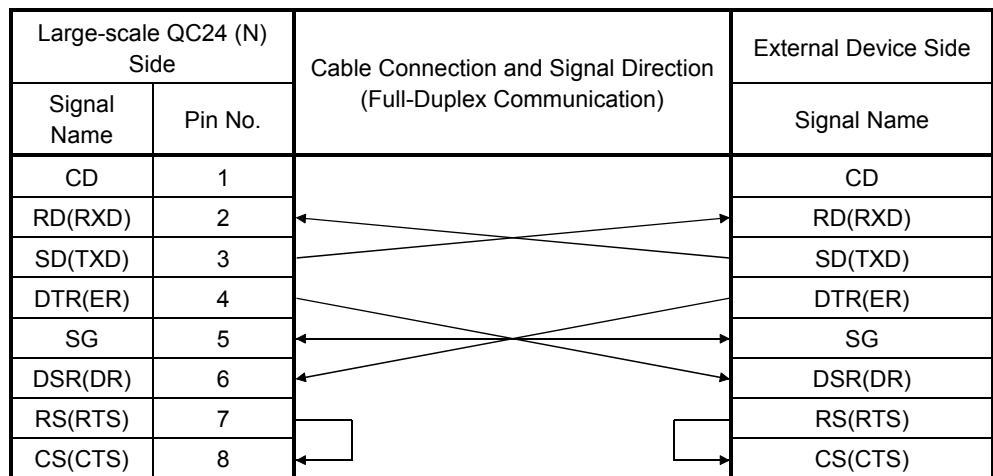 Large-scale QC24 (N)
Side
Cable Connection and Signal Direction
(Full-Duplex Communication)
External Device Side
Signal
Name
Pin No.
Signal Name
CD 1 CD
RD(RXD) 2 RD(RXD)
SD(TXD) 3 SD(TXD)
DTR(ER) 4 DTR(ER)
SG 5 SG
DSR(DR) 6 DSR(DR)
RS(RTS) 7 RS(RTS)
CS(CTS) 8 CS(CTS)